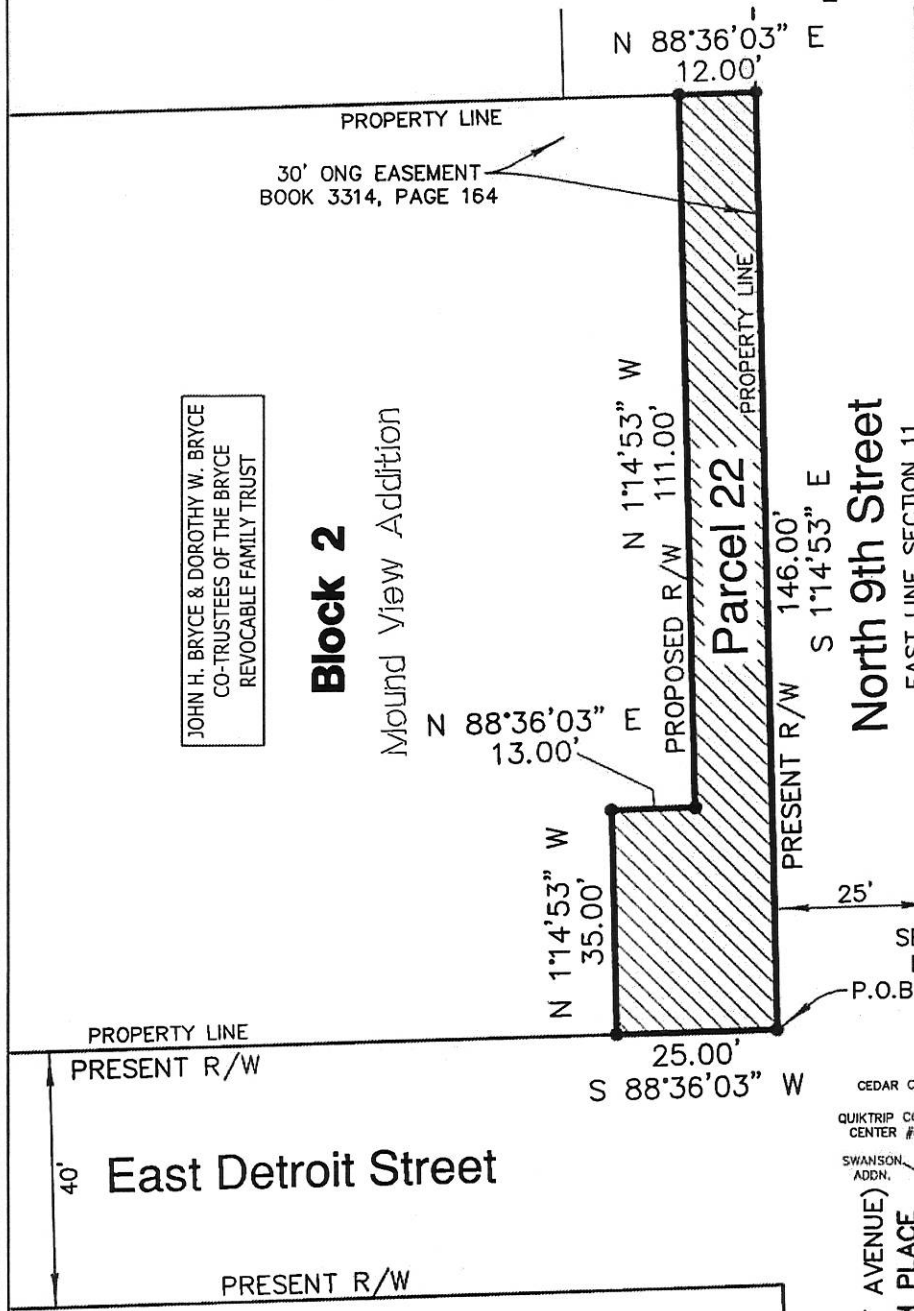 N 88°36'03" E
12.00'
PROPERTY LINE
30' ONG EASEMENT
BOOK 3314, PAGE 164
PROPERTY LINE
JOHN H. BRYCE & DOROTHY W. BRYCE
CO-TRUSTEES OF THE BRYCE
REVOCABLE FAMILY TRUST
Block 2
Mound View Addition
N 1°14'53" W
111.00'
PROPOSED R/W
Parcel 22
146.00'
S 1°14'53" E
PRESENT R/W
North 9th Street
EAST LINE SECTION 11
N 88°36'03" E
13.00'
N 1°14'53" W
35.00'
25'
P.O.B
PROPERTY LINE
PRESENT R/W
25.00'
S 88°36'03" W
40'
East Detroit Street
PRESENT R/W
CEDAR
QUIKTRIP
CENTER #
SWANSON
ADDN.
AVENUE)
PLACE